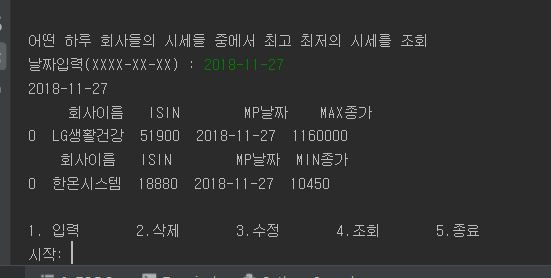 어떤 하루 회사들의 시세들 중에서 최고 최저의 시세를 조회
날짜입력(XXXX-XX-XX) : 2018-11-27
2018-11-27
회사이름 ISIN MP날짜 MAX종가
0 LG생활건강 51900 2018-11-27 1160000
회사이름 ISIN MP날짜 MIN종가
0 한온시스템 18880 2018-11-27 10450
1. 입력 2.삭제 3.수정 4.조회 5.종료
시작: